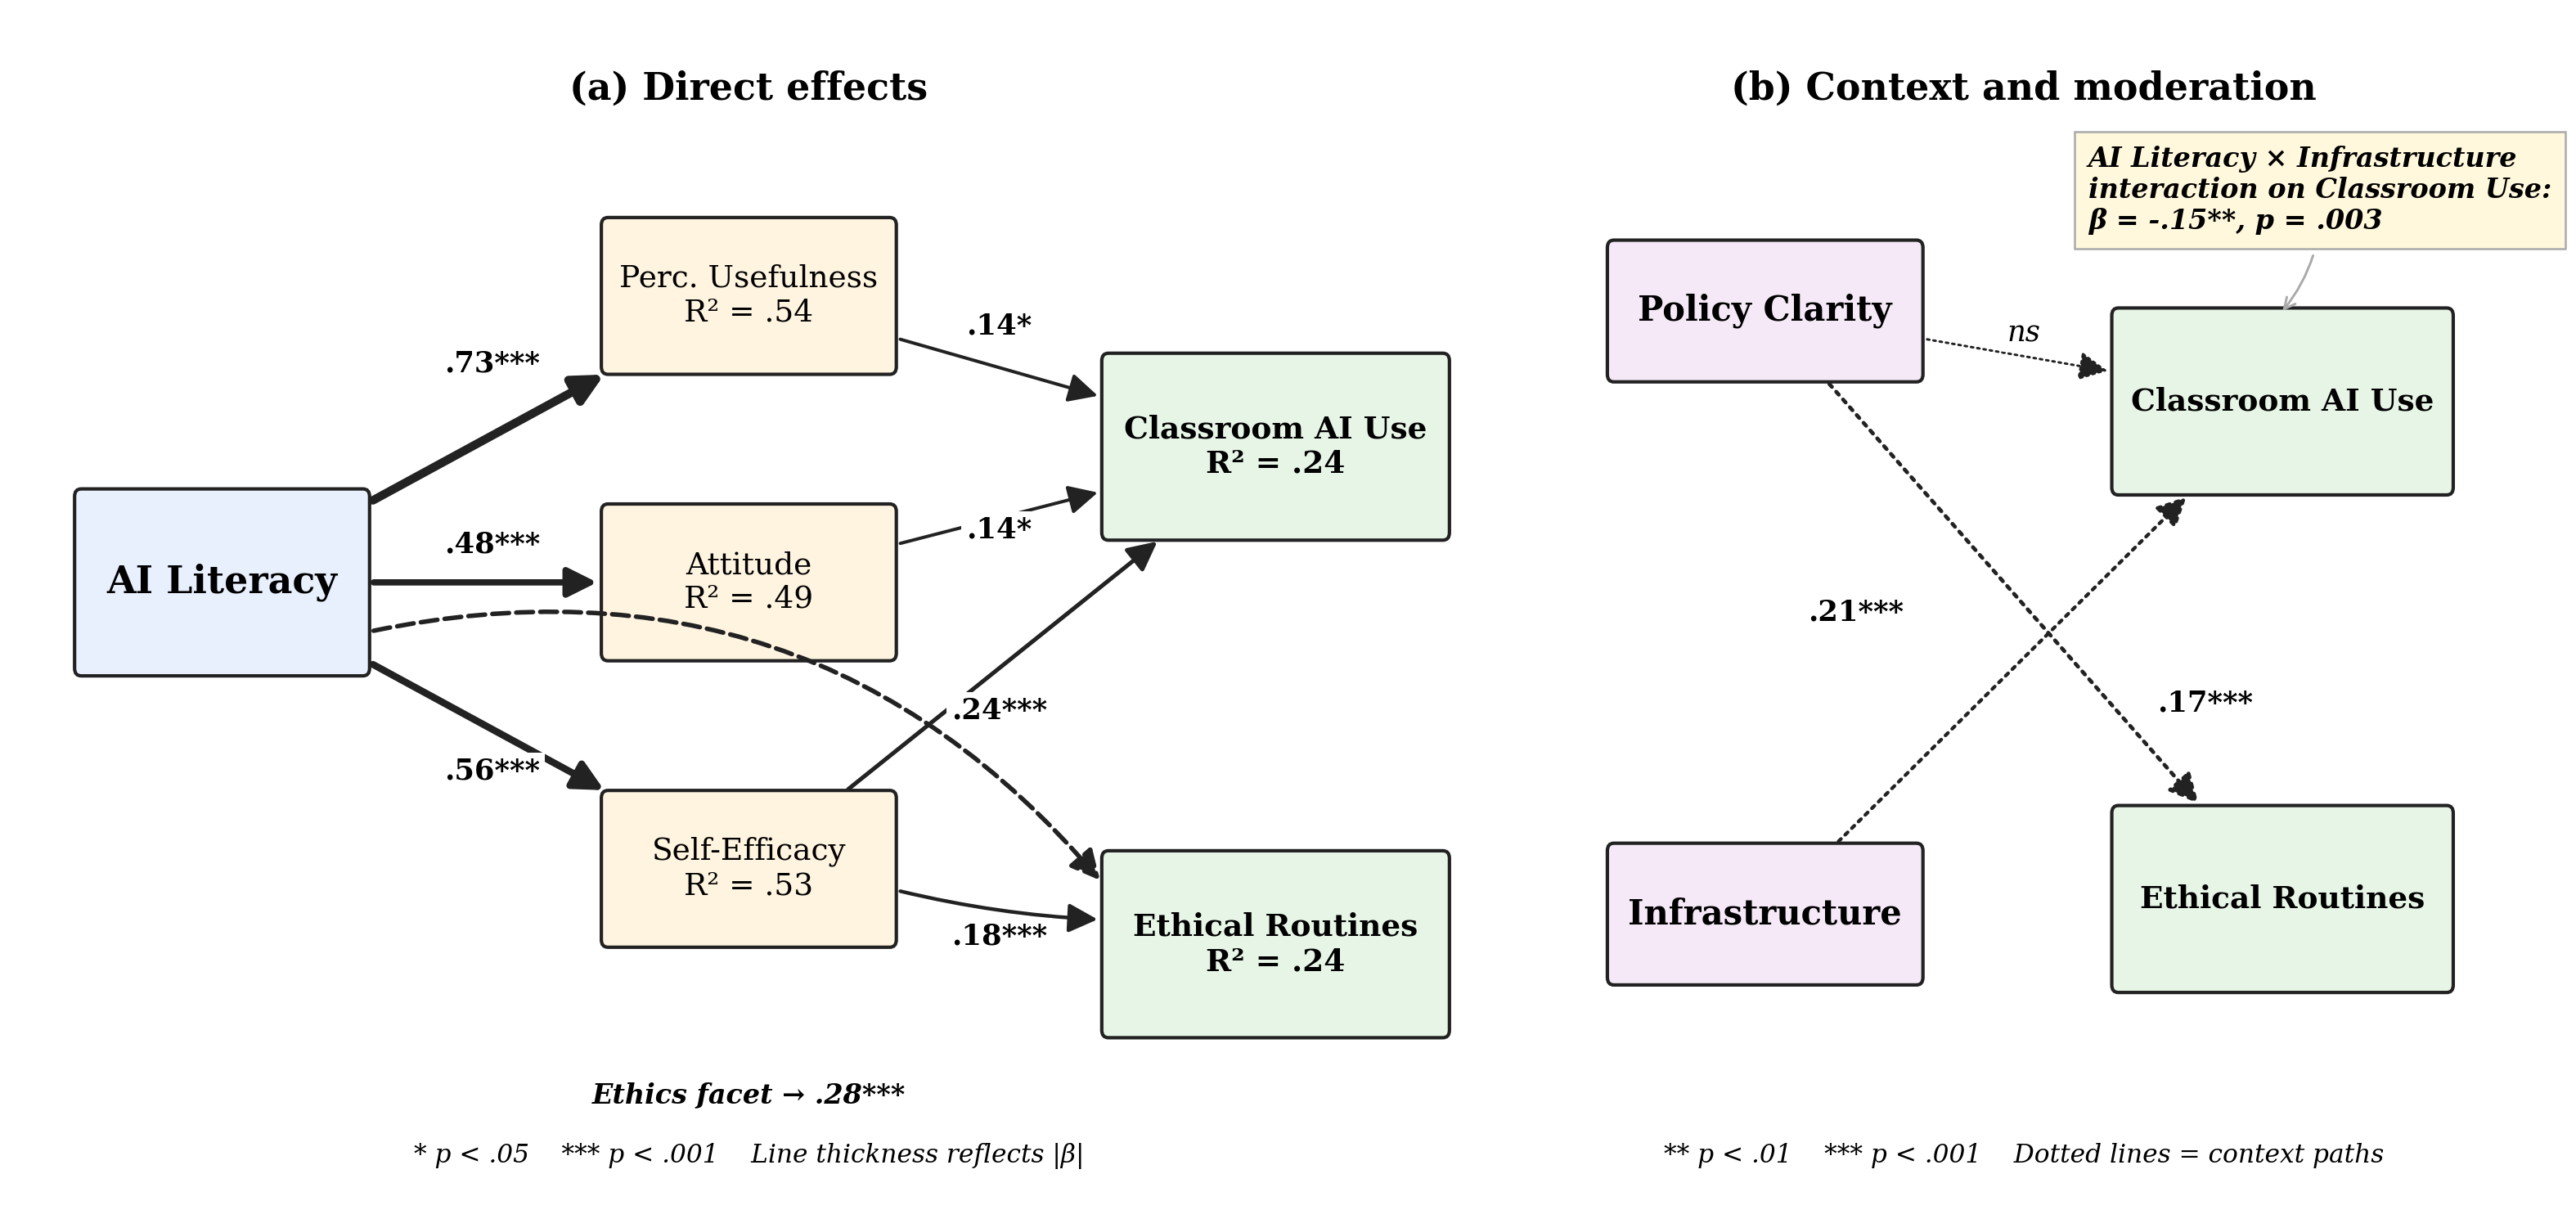 (a) Direct effects
Perc. Usefulness
R² = .54
.73***
.14*
Classroom AI Use
R² = .24
.48***
AI Literacy
Attitude
R² = .49
.14*
.24***
.56***
Self-Efficacy
R² = .53
.18***
Ethical Routines
R² = .24
Ethics facet → .28***
* p < .05    *** p < .001    Line thickness reflects |β|
(b) Context and moderation
AI Literacy × Infrastructure
interaction on Classroom Use:
β = -.15**, p = .003
Policy Clarity
ns
Classroom AI Use
.21***
.17***
Infrastructure
Ethical Routines
** p < .01    *** p < .001    Dotted lines = context paths